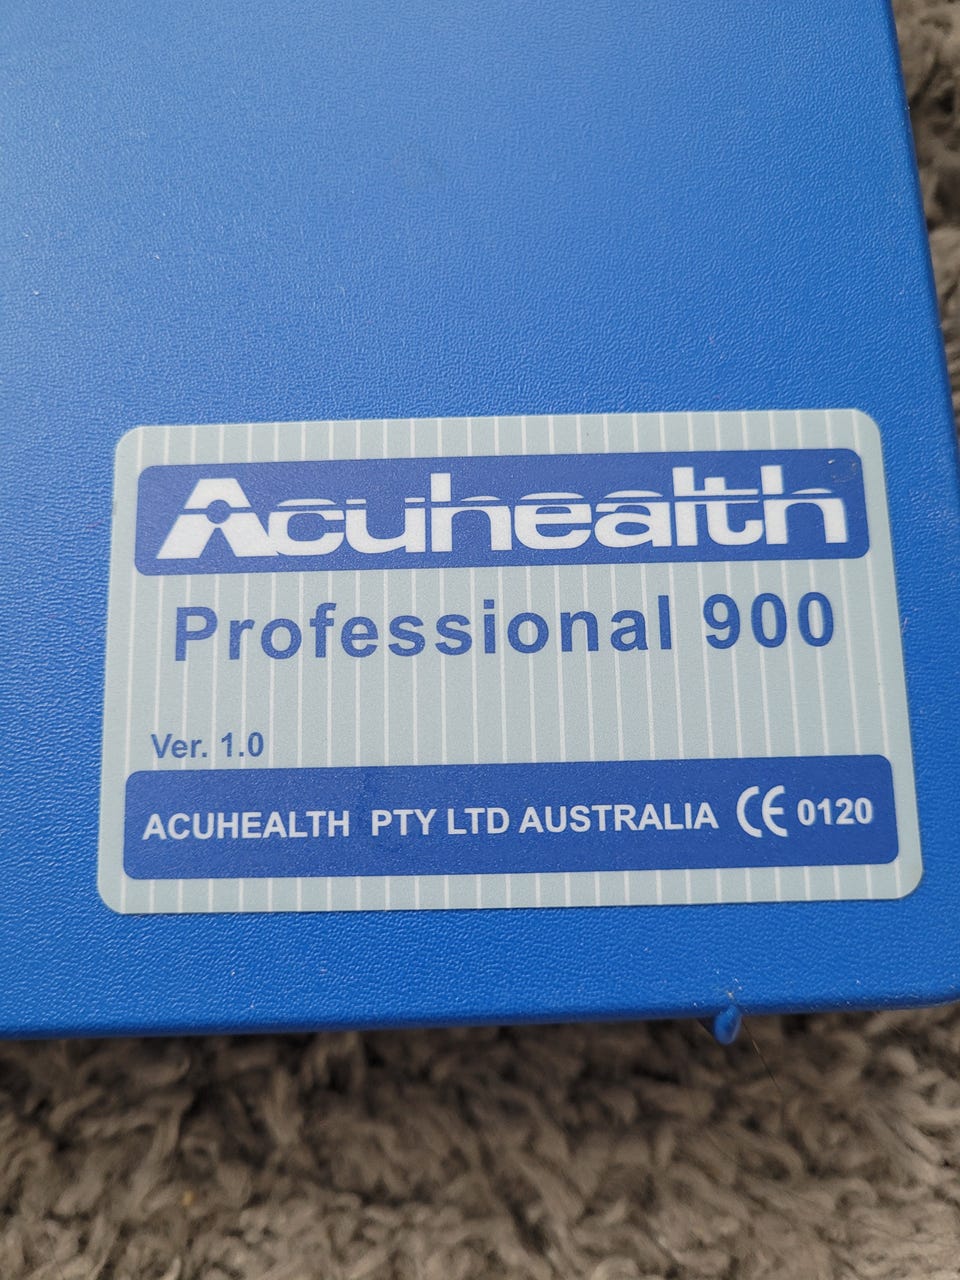 Acuhealth
Professional 900
Ver. 1.0
ACUHEALTH PTY LTD AUSTRALIA CE 0120